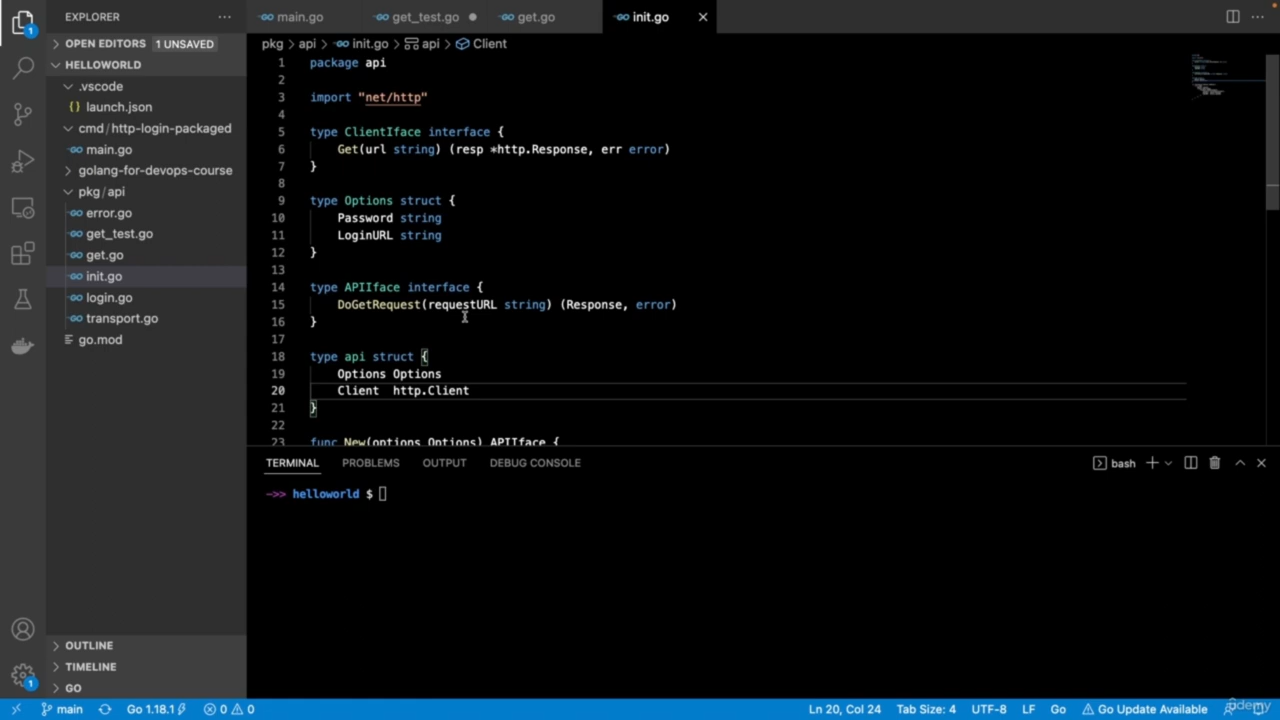 EXPLORER
main.go
get_test.go
get.go
init.go
OPEN EDITORS 1 UNSAVED
HELLOWORLD
.vscode
launch.json
cmd / http-login-packaged
main.go
golang-for-devops-course
pkg / api
error.go
get_test.go
get.go
init.go
login.go
transport.go
go.mod
OUTLINE
TIMELINE
GO
pkg > api > init.go > api > Client
1 package api
2
3 import "net/http"
4
5 type ClientIface interface {
6 Get(url string) (resp *http.Response, err error)
7 }
8
9 type Options struct {
10 Password string
11 LoginURL string
12 }
13
14 type APIIface interface {
15 DoGetRequest(requestURL string) (Response, error)
16 }
17
18 type api struct {
19 Options Options
20 Client http.Client
21 }
22
23 func New(options Options) APIIface {
TERMINAL PROBLEMS OUTPUT DEBUG CONSOLE
bash
->> helloworld $
1
1
main Go 1.18.1 0 0 Ln 20, Col 24 Tab Size: 4 UTF-8 LF Go Go Update Available
udemy